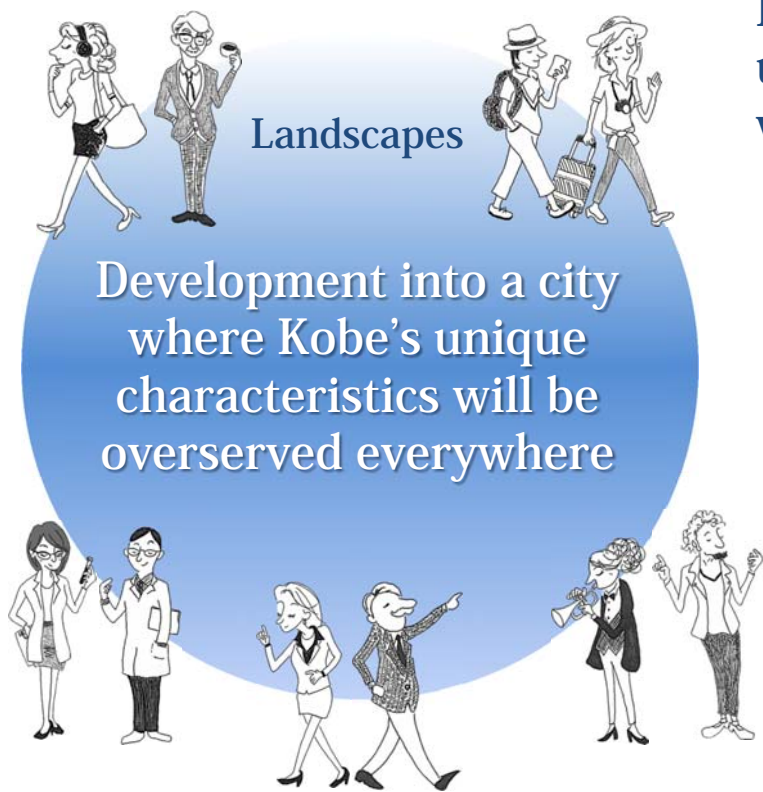 Landscapes
Development into a city
where Kobe’s unique
characteristics will be
overserved everywhere